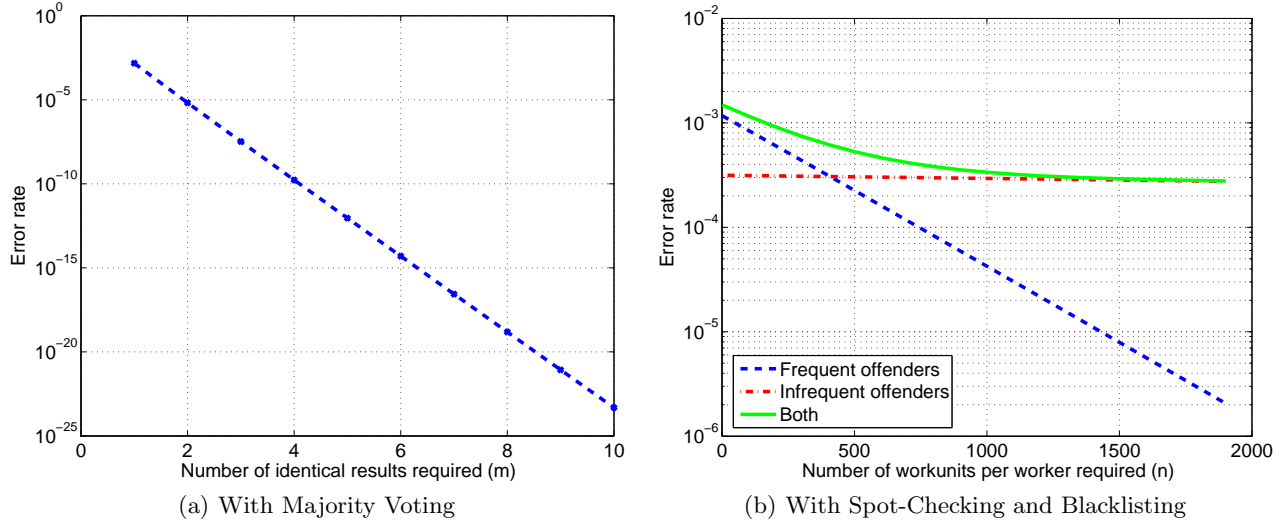 10^0
10^-5
10^-10
10^-15
10^-20
10^-25
Error rate
0 2 4 6 8 10
Number of identical results required (m)
(a) With Majority Voting
10^-2
10^-3
10^-4
10^-5
10^-6
Error rate
Frequent offenders
Infrequent offenders
Both
0 500 1000 1500 2000
Number of workunits per worker required (n)
(b) With Spot-Checking and Blacklisting